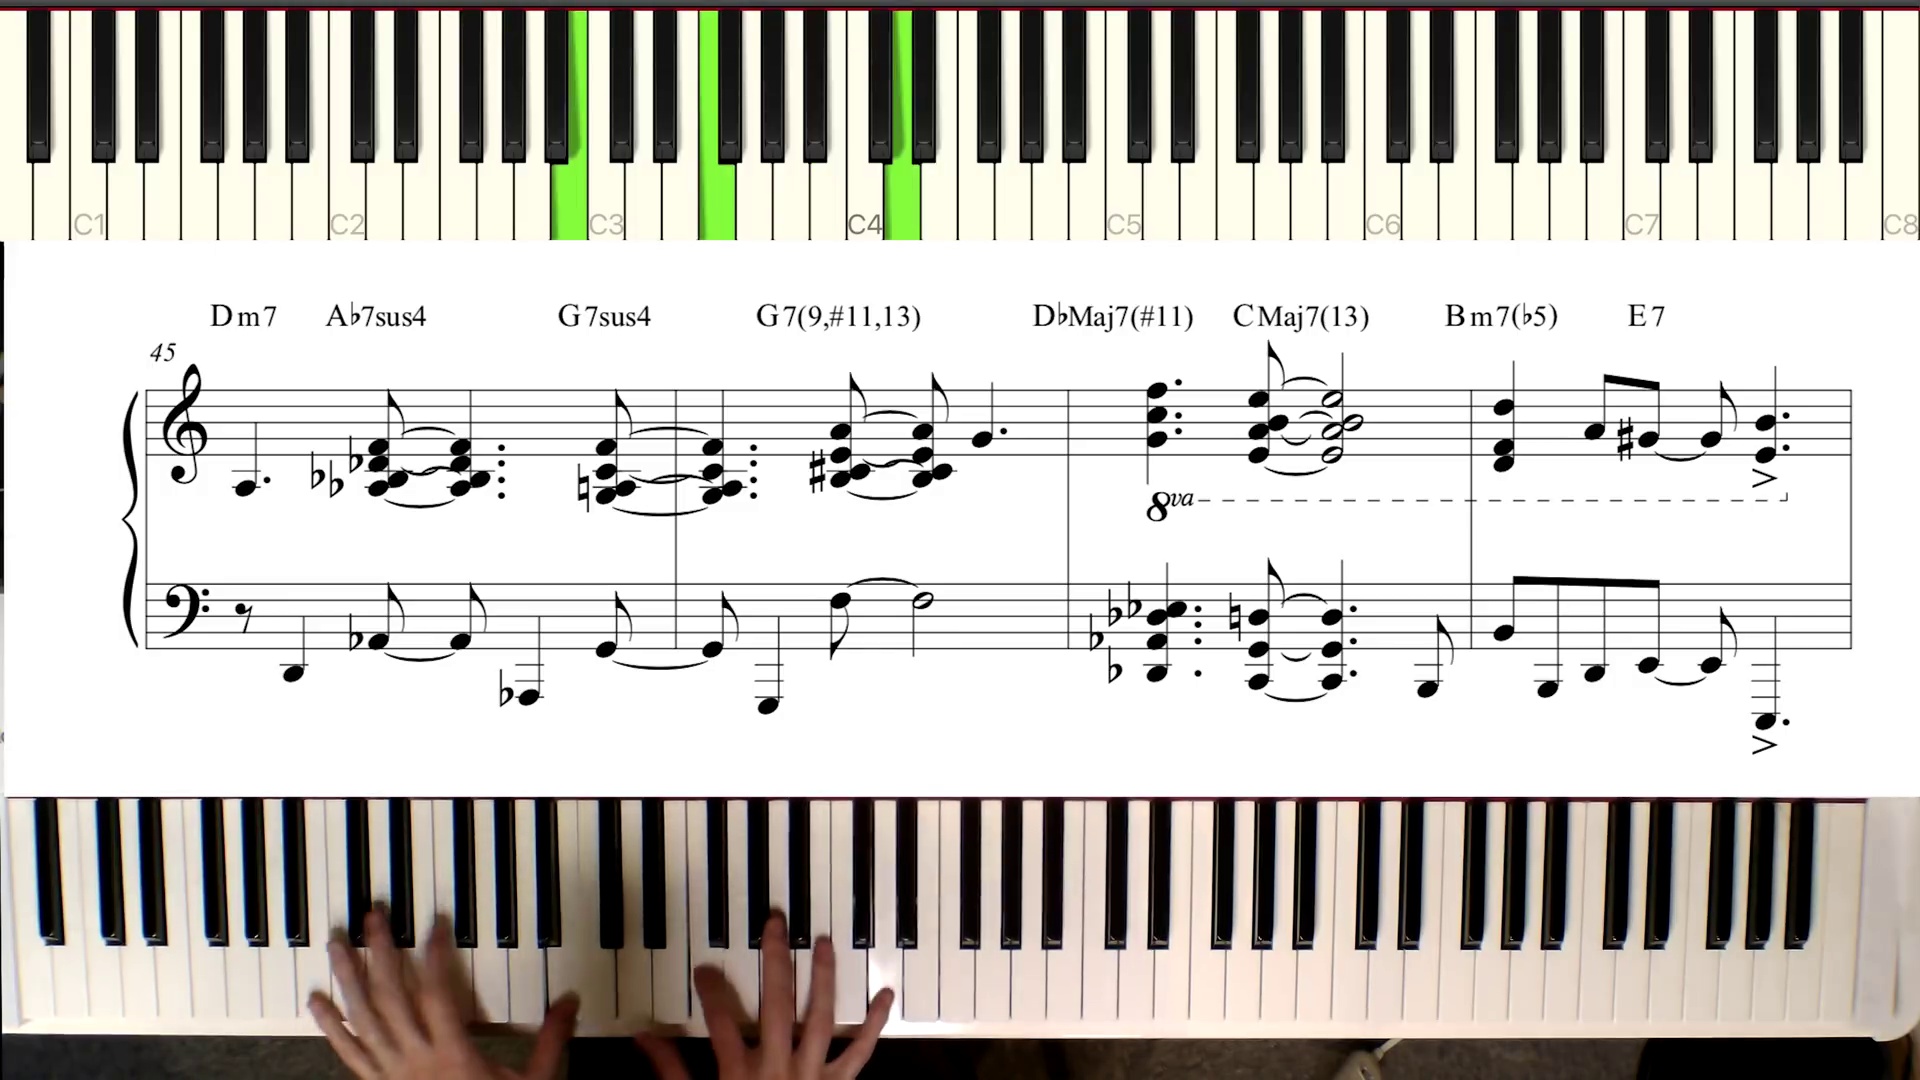 C1 C2 C3 C4 C5 C6 C7 C8
Dm7 A♭7sus4 G7sus4 G7(9,#11,13) D♭Maj7(#11) CMaj7(13) Bm7(♭5) E7
45
8va